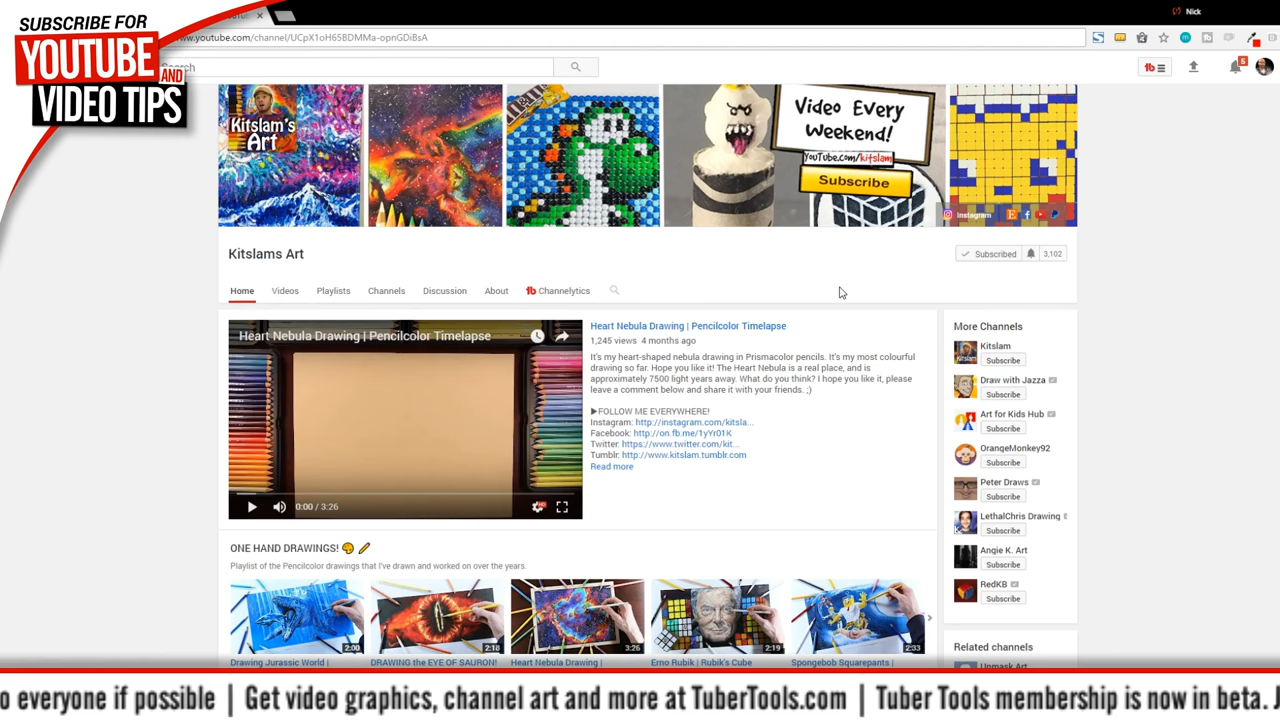 SUBSCRIBE FOR
YOUTUBE
AND
VIDEO TIPS
Nick
www.youtube.com/channel/UCpX1oH65BDMMa-opnGDiBsA
Search
5
Kitslam's
Art
Video Every
Weekend!
YouTube.com/kitslam
Subscribe
Instagram
Kitslams Art
Subscribed
3,102
Home
Videos
Playlists
Channels
Discussion
About
Channelytics
Heart Nebula Drawing | Pencilcolor Timelapse
0:00 / 3:26
Heart Nebula Drawing | Pencilcolor Timelapse
1,245 views 4 months ago
It's my heart-shaped nebula drawing in Prismacolor pencils. It's my most colourful
drawing so far. Hope you like it! The Heart Nebula is a real place, and is
approximately 7500 light years away. What do you think? I hope you like it, please
leave a comment below and share it with your friends. ;)
▶FOLLOW ME EVERYWHERE!
Instagram: http://instagram.com/kitsla...
Facebook: http://on.fb.me/1yYr01K
Twitter: https://www.twitter.com/kit...
Tumblr: http://www.kitslam.tumblr.com
Read more
More Channels
Kitslam
Subscribe
Draw with Jazza
Subscribe
Art for Kids Hub
Subscribe
OrangeMonkey92
Subscribe
Peter Draws
Subscribe
LethalChris Drawing
Subscribe
Angie K. Art
Subscribe
RedKB
Subscribe
Related channels
Unmask Art
ONE HAND DRAWINGS!
Playlist of the Pencilcolor drawings that I've drawn and worked on over the years.
2:00
2:18
3:26
2:19
2:33
Drawing Jurassic World |
DRAWING the EYE OF SAURON!
Heart Nebula Drawing |
Erno Rubik | Rubik's Cube
Spongebob Squarepants |
o everyone if possible | Get video graphics, channel art and more at TuberTools.com | Tuber Tools membership is now in beta.